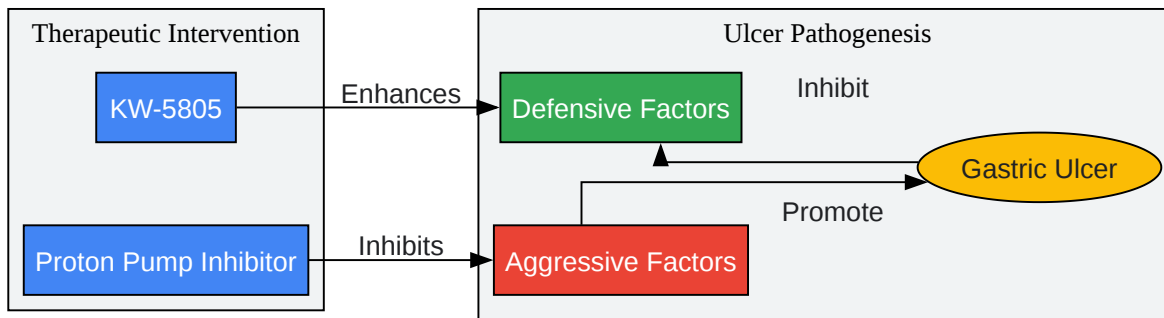 Therapeutic Intervention
KW-5805
Proton Pump Inhibitor
Enhances
Inhibits
Ulcer Pathogenesis
Defensive Factors
Aggressive Factors
Inhibit
Promote
Gastric Ulcer